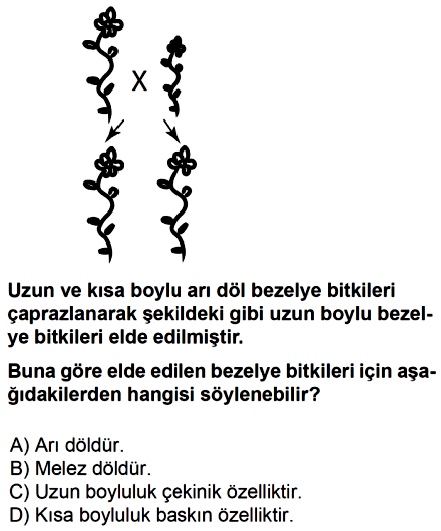 X
Uzun ve kısa boylu arı döl bezelye bitkileri
çaprazlanarak şekildeki gibi uzun boylu bezel-
ye bitkileri elde edilmiştir.
Buna göre elde edilen bezelye bitkileri için aşa-
ğıdakilerden hangisi söylenebilir?
A) Arı döldür.
B) Melez döldür.
C) Uzun boyluluk çekinik özelliktir.
D) Kısa boyluluk baskın özelliktir.